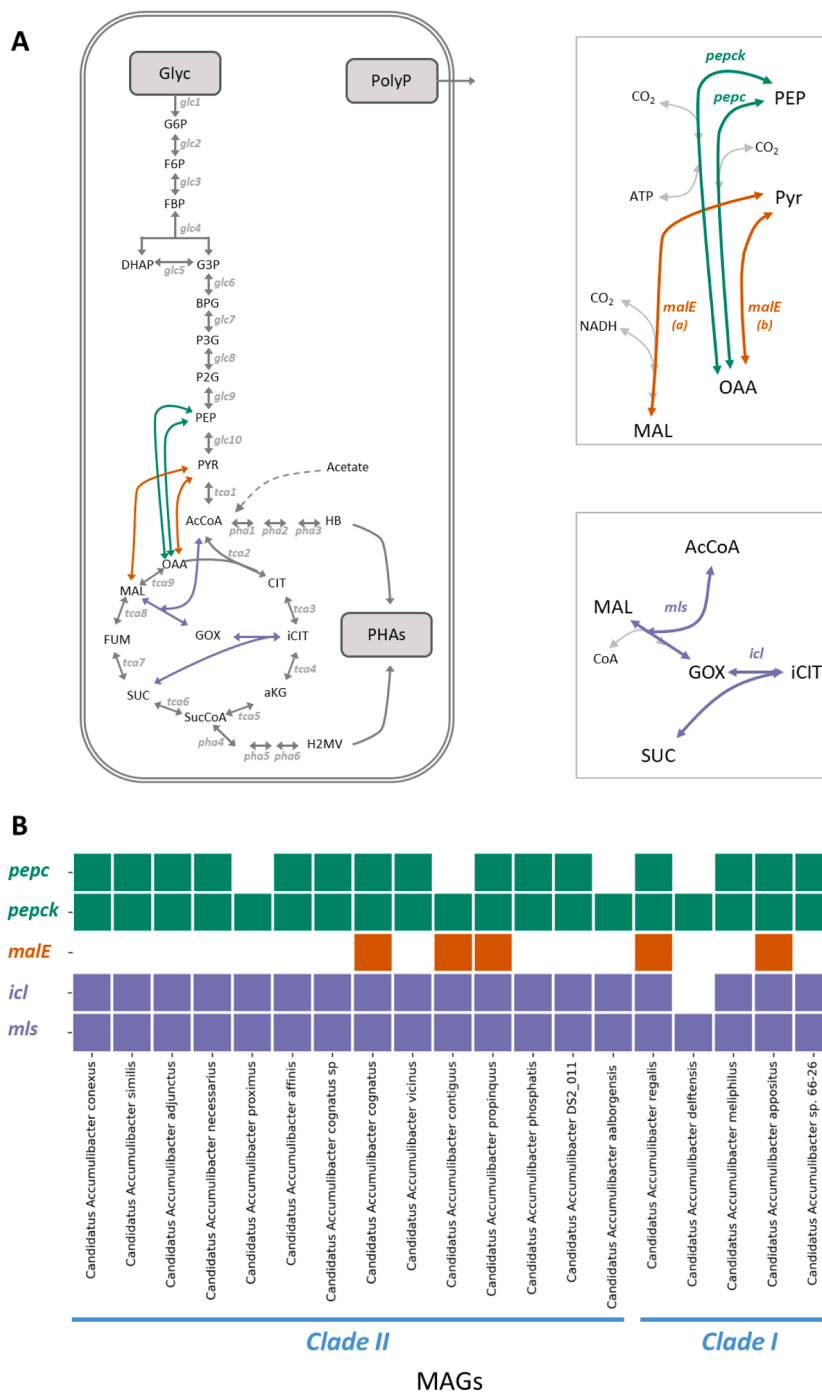 A
Glyc
PolyP
glc1
G6P
glc2
F6P
glc3
FBP
glc4
DHAP
glc5
G3P
glc6
BPG
glc7
P3G
glc8
P2G
glc9
PEP
glc10
PYR
Acetate
tca1
AcCoA
pha1
pha2
pha3
HB
OAA
tca2
tca9
CIT
MAL
tca8
tca3
FUM
GOX
iCIT
PHAs
tca7
tca4
SUC
aKG
tca6
SucCoA
tca5
pha4
pha5
pha6
H2MV
pepck
CO2
pepc
PEP
CO2
ATP
Pyr
CO2
NADH
malE
(a)
malE
(b)
OAA
MAL
AcCoA
mls
MAL
CoA
icl
GOX
iCIT
SUC
B
pepc
pepck
malE
icl
mls
Candidatus Accumulibacter conexus
Candidatus Accumulibacter similis
Candidatus Accumulibacter adjunctus
Candidatus Accumulibacter necessarius
Candidatus Accumulibacter proximus
Candidatus Accumulibacter affinis
Candidatus Accumulibacter cognatus sp
Candidatus Accumulibacter cognatus
Candidatus Accumulibacter vicinus
Candidatus Accumulibacter contiguus
Candidatus Accumulibacter propinquus
Candidatus Accumulibacter phosphatis
Candidatus Accumulibacter DS2_011
Candidatus Accumulibacter aalborgensis
Candidatus Accumulibacter regalis
Candidatus Accumulibacter delftensis
Candidatus Accumulibacter meliphilus
Candidatus Accumulibacter appositus
Candidatus Accumulibacter sp. 66-26
Clade II
Clade I
MAGs